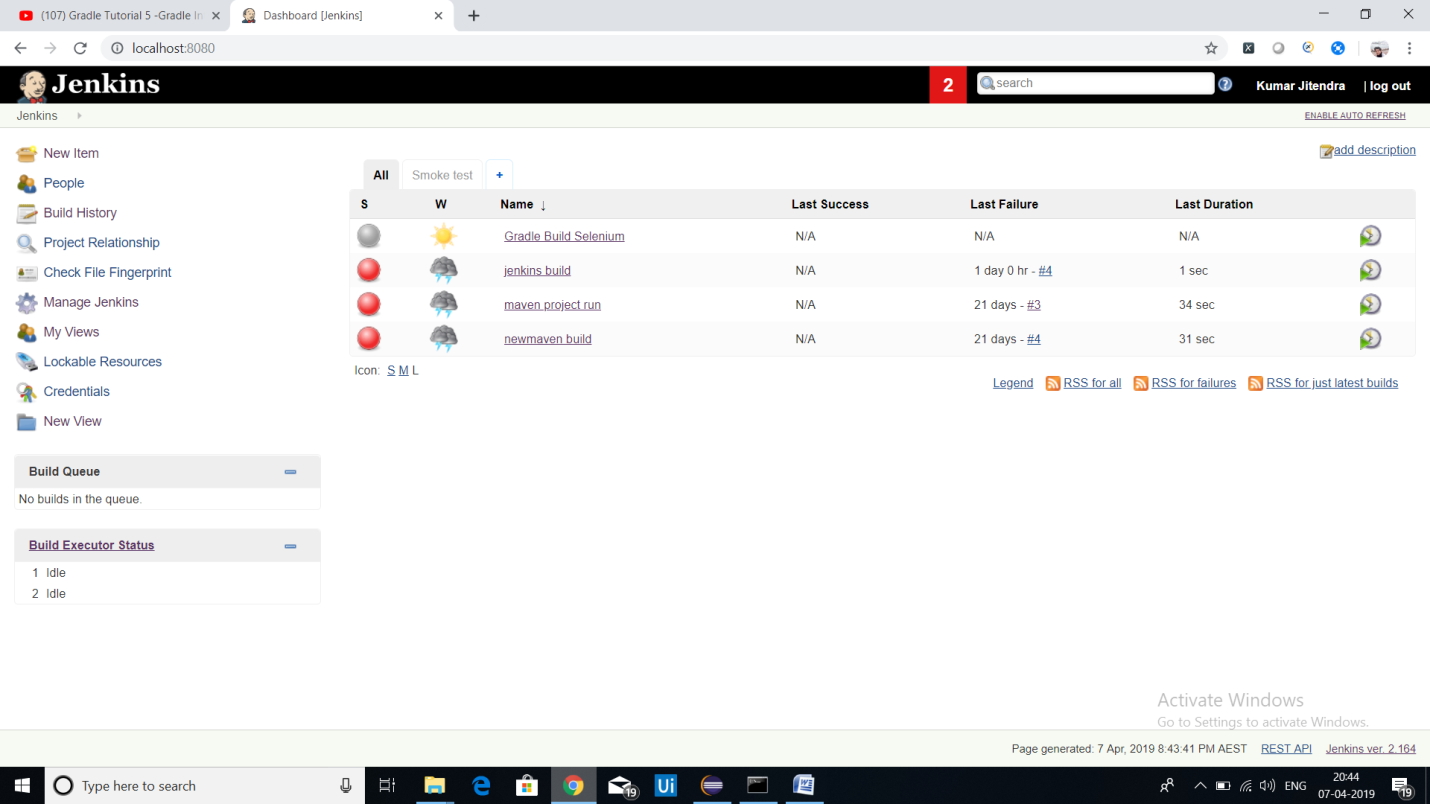 (107) Gradle Tutorial 5 -Gradle In
Dashboard [Jenkins]
localhost:8080
Jenkins
2
search
Kumar Jitendra
| log out
Jenkins
ENABLE AUTO REFRESH
New Item
People
Build History
Project Relationship
Check File Fingerprint
Manage Jenkins
My Views
Lockable Resources
Credentials
New View
Build Queue
No builds in the queue.
Build Executor Status
1 Idle
2 Idle
add description
All Smoke test +
S W Name ↓ Last Success Last Failure Last Duration
Gradle Build Selenium N/A N/A N/A
jenkins build N/A 1 day 0 hr - #4 1 sec
maven project run N/A 21 days - #3 34 sec
newmaven build N/A 21 days - #4 31 sec
Icon: S M L
Legend RSS for all RSS for failures RSS for just latest builds
Activate Windows
Go to Settings to activate Windows.
Page generated: 7 Apr, 2019 8:43:41 PM AEST REST API Jenkins ver. 2.164
Type here to search
19
Ui
ENG
20:44
07-04-2019
19